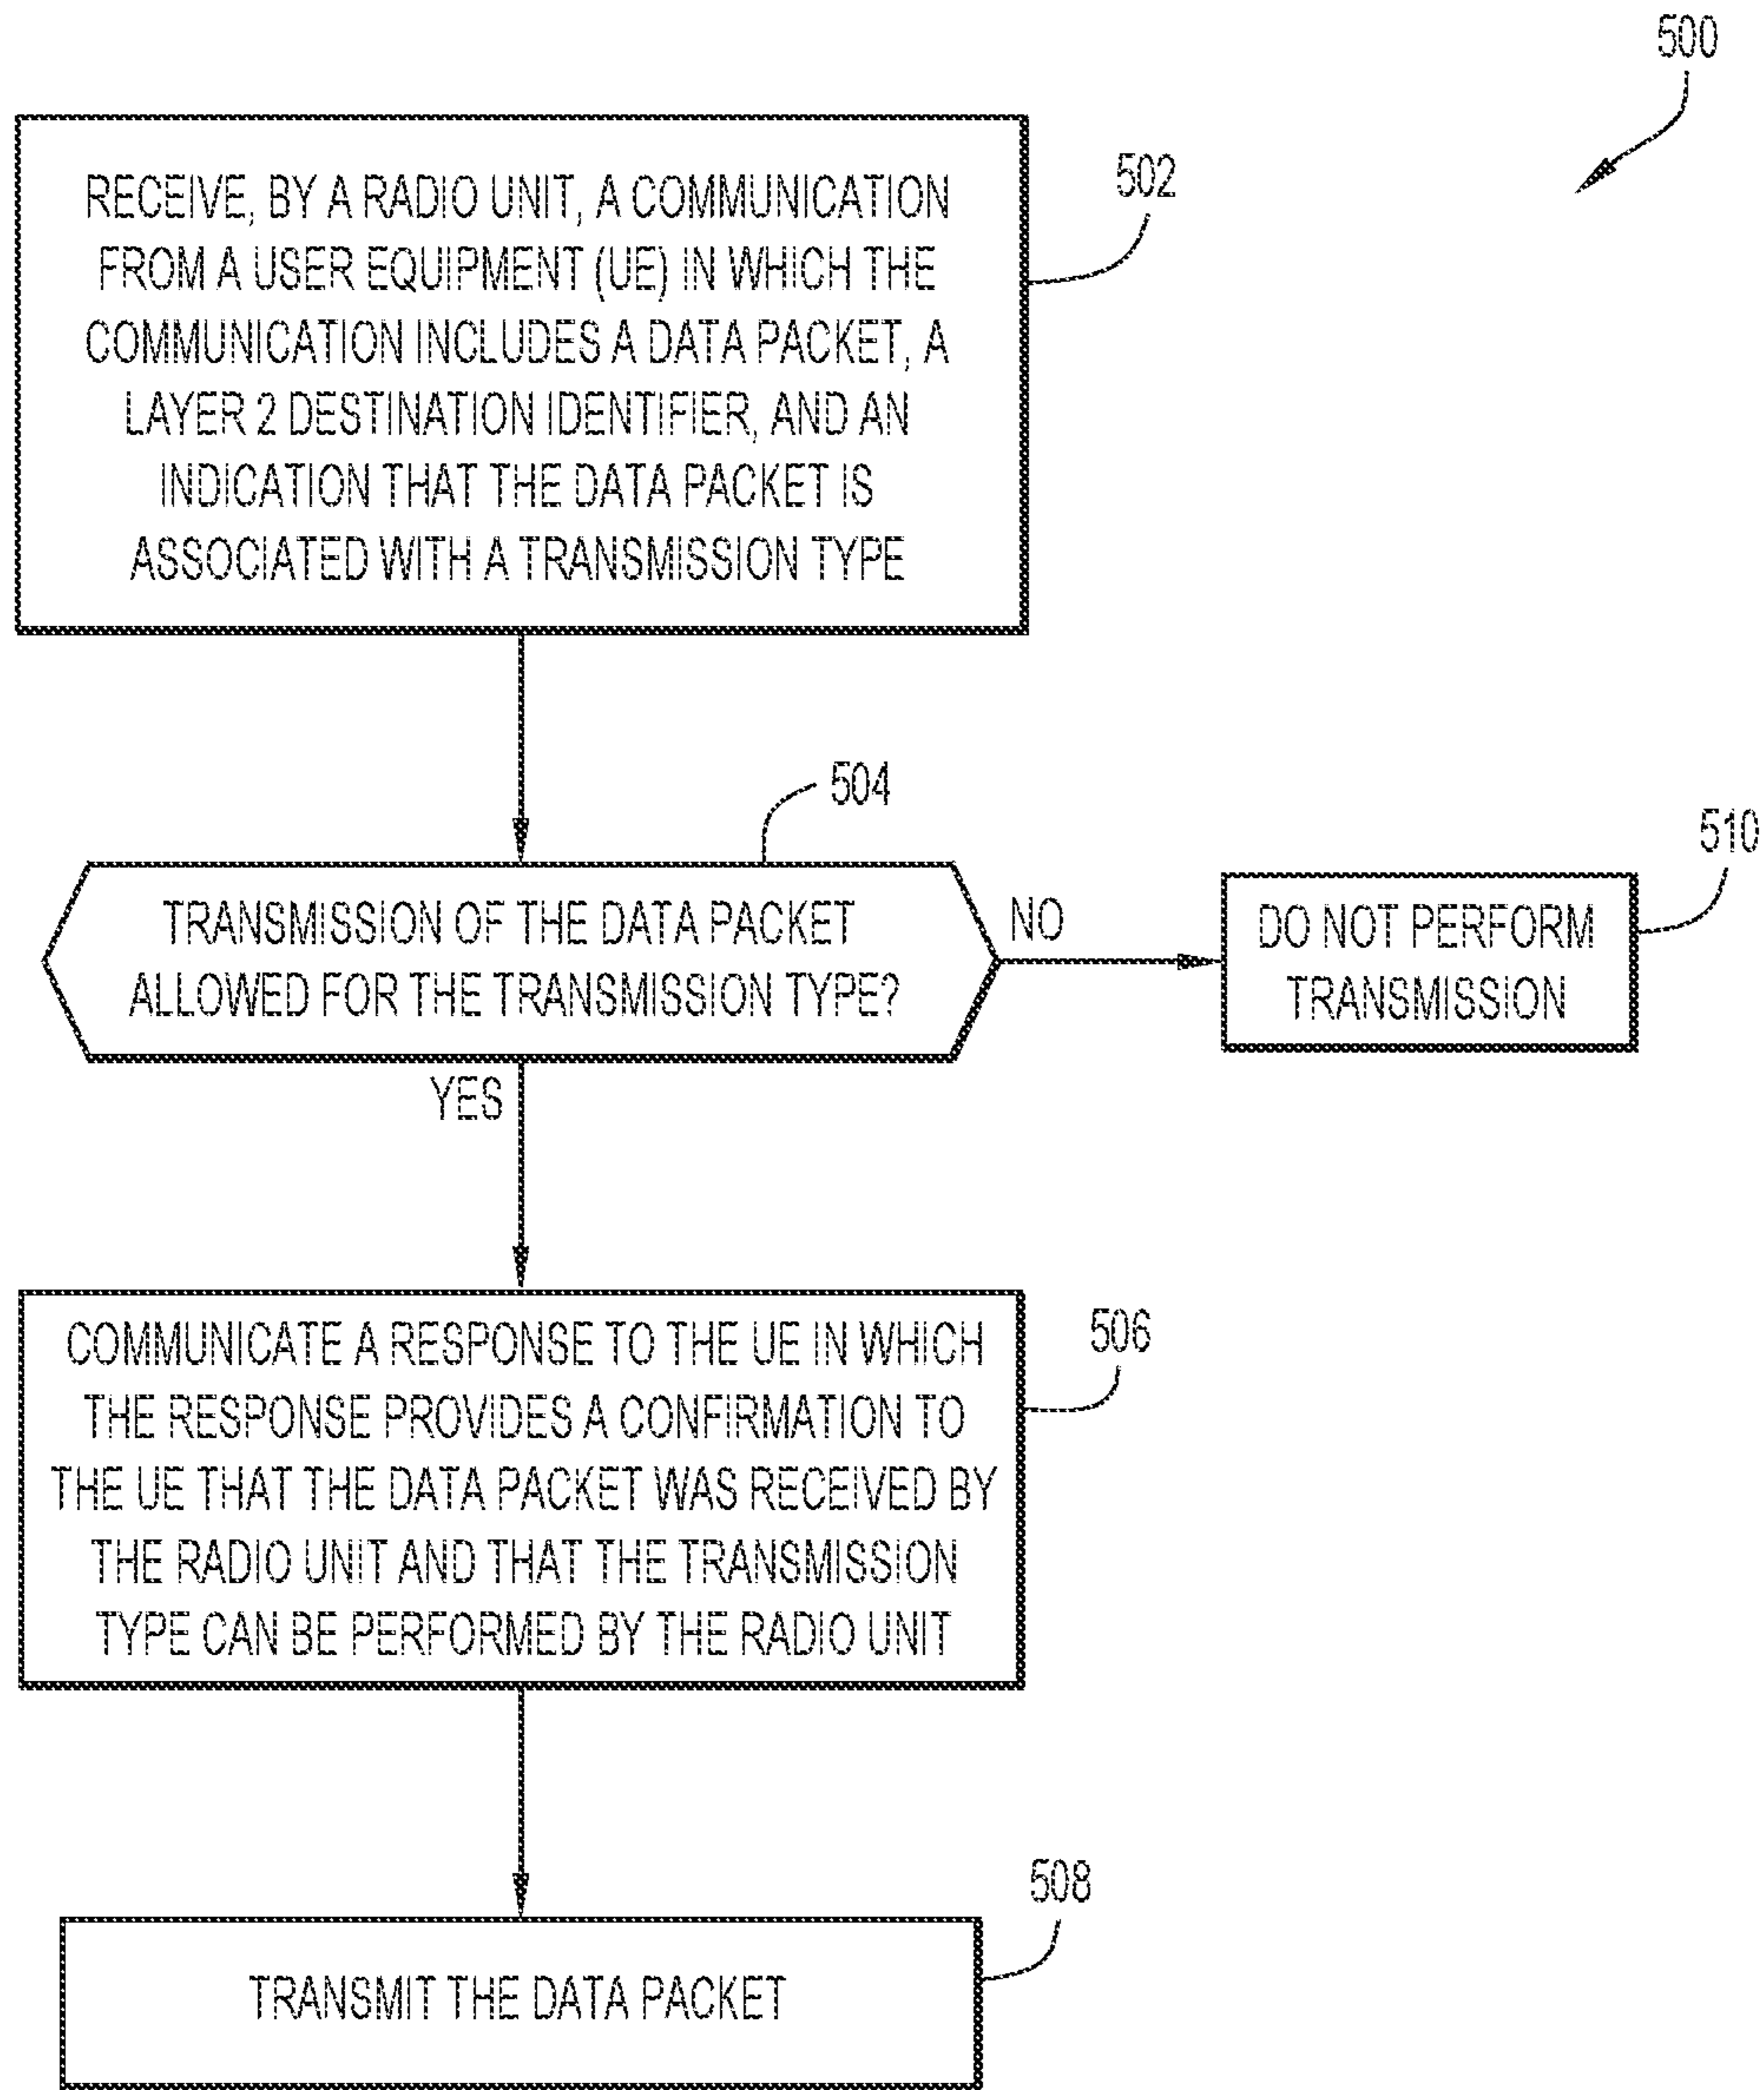 500
RECEIVE, BY A RADIO UNIT, A COMMUNICATION
FROM A USER EQUIPMENT (UE) IN WHICH THE
COMMUNICATION INCLUDES A DATA PACKET, A
LAYER 2 DESTINATION IDENTIFIER, AND AN
INDICATION THAT THE DATA PACKET IS
ASSOCIATED WITH A TRANSMISSION TYPE
502
504
TRANSMISSION OF THE DATA PACKET
ALLOWED FOR THE TRANSMISSION TYPE?
NO
510
DO NOT PERFORM
TRANSMISSION
YES
COMMUNICATE A RESPONSE TO THE UE IN WHICH
THE RESPONSE PROVIDES A CONFIRMATION TO
THE UE THAT THE DATA PACKET WAS RECEIVED BY
THE RADIO UNIT AND THAT THE TRANSMISSION
TYPE CAN BE PERFORMED BY THE RADIO UNIT
506
508
TRANSMIT THE DATA PACKET